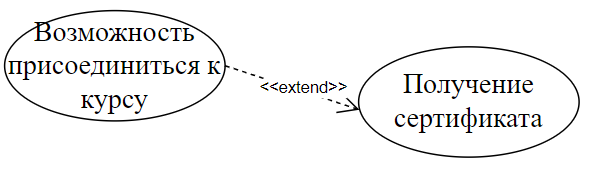 Возможность
присоединиться к
курсу
<<extend>>
Получение
сертификата